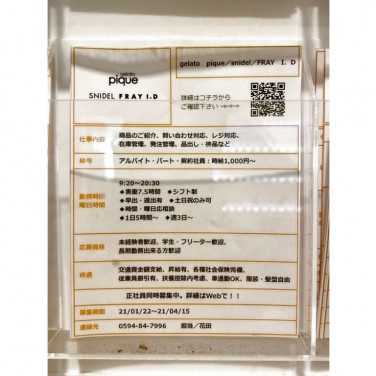 gelato
pique
SNIDEL FRAY I.D
gelato pique／snidel／FRAY I. D
詳細はコチラから
ご確認下さい →→→
仕事内容 商品のご紹介、問い合わせ対応、レジ対応、
在庫管理、発注管理、品出し・検品など
給与 アルバイト・パート・契約社員：時給1,000円～
勤務時間
曜日時間
9:20～20:30
◆実働7.5時間 ◆シフト制
◆早出・遅出有 ◆土日祝のみ可
◆時間・曜日応相談
◆1日5時間～ ◆週3日～
応募資格 未経験者歓迎、学生・フリーター歓迎、
長期勤務出来る方歓迎
待遇 交通費全額支給、昇給有、各種社会保険完備、
従業員割引有、扶養控除内考慮、車通勤OK、服装・髪型自由
正社員同時募集中。詳細はWebで！！
募集期間 21/01/22～21/04/15
連絡先 0594-84-7996 担当／花田